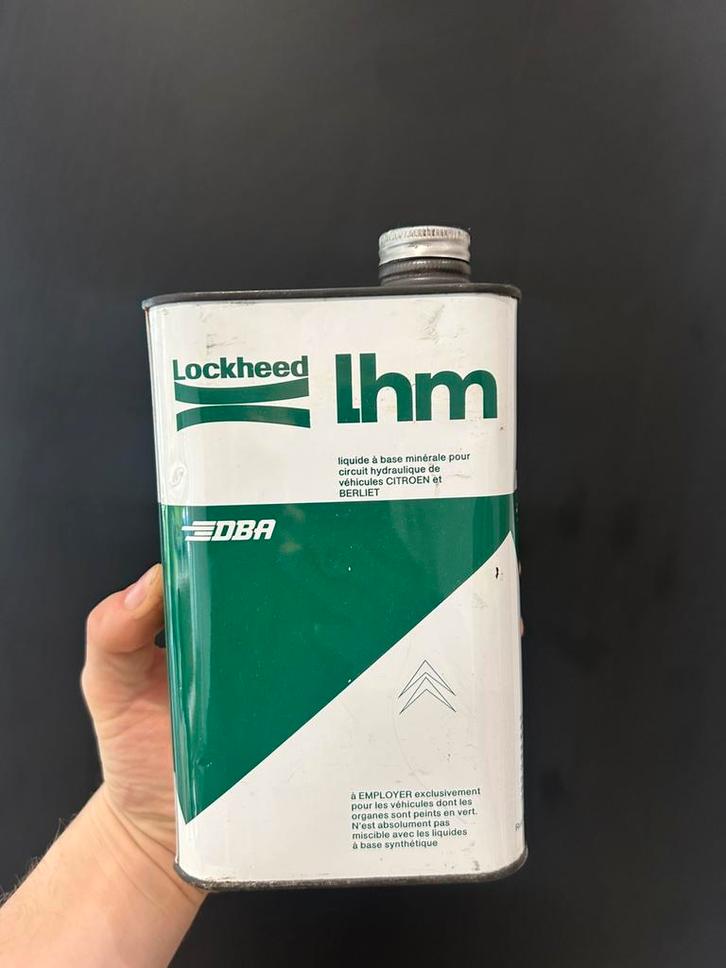 Lockheed
lhm
liquide à base minérale pour
circuit hydraulique de
véhicules CITROEN et
BERLIET
DBA
à EMPLOYER exclusivement
pour les véhicules dont les
organes sont peints en vert.
N'est absolument pas
miscible avec les liquides
à base synthétique